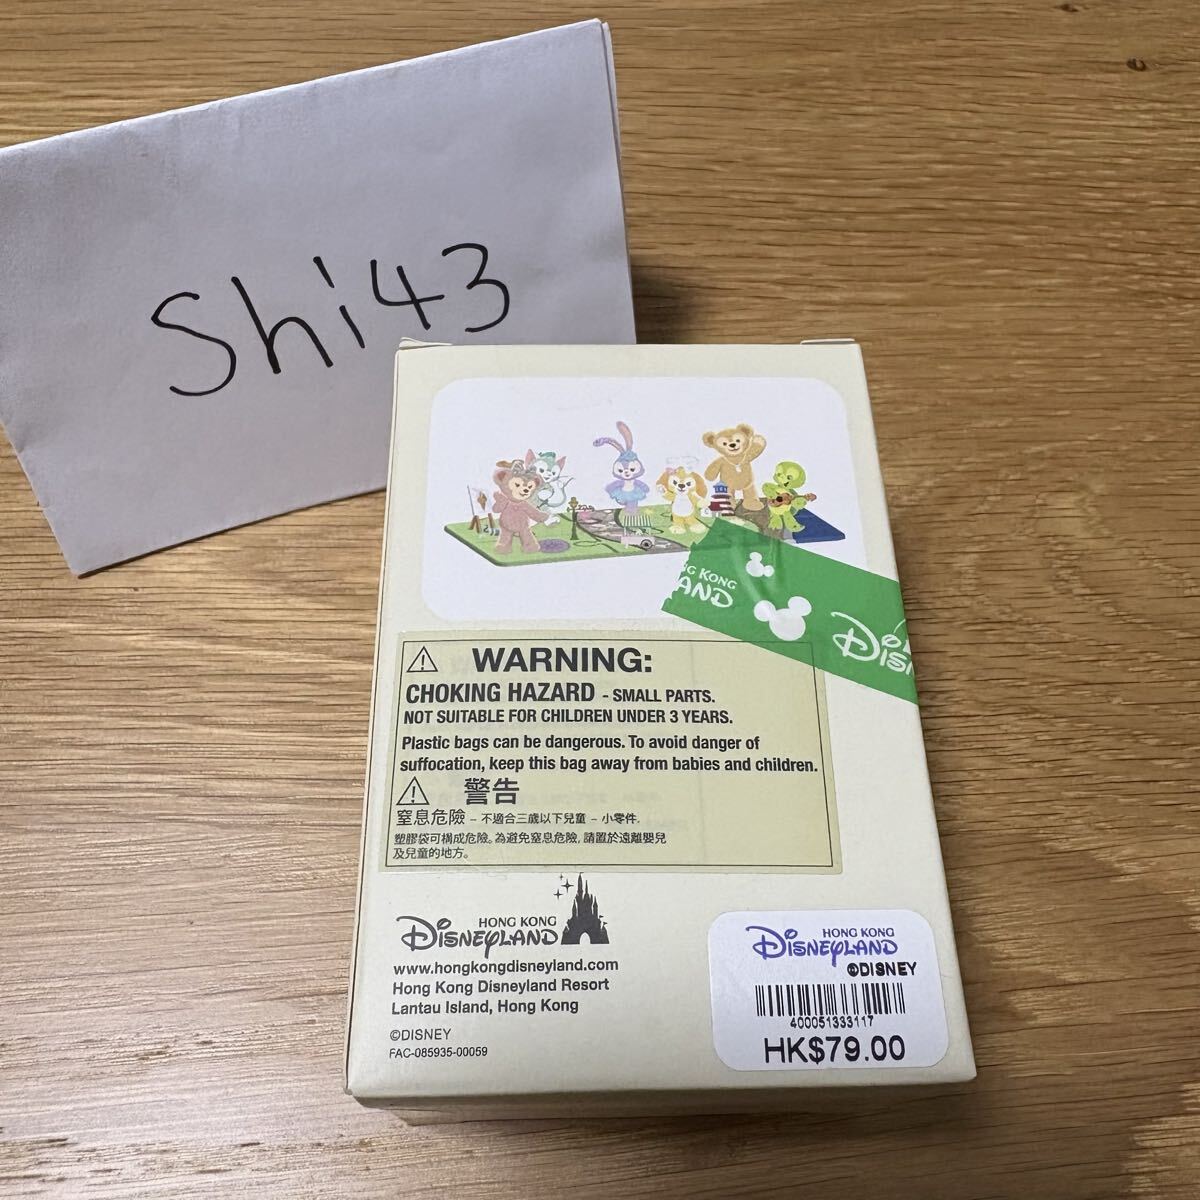 Shi43
NG KONG
AND
DIS
WARNING:
CHOKING HAZARD - SMALL PARTS.
NOT SUITABLE FOR CHILDREN UNDER 3 YEARS.
Plastic bags can be dangerous. To avoid danger of
suffocation, keep this bag away from babies and children.
警告
窒息危險 – 不適合三歲以下兒童 – 小零件.
塑膠袋可構成危險。為避免窒息危險, 請置於遠離嬰兒
及兒童的地方。
HONG KONG
DISNEYLAND
www.hongkongdisneyland.com
Hong Kong Disneyland Resort
Lantau Island, Hong Kong
©DISNEY
FAC-085935-00059
HONG KONG
DISNEYLAND
©DISNEY
400051333117
HK$79.00